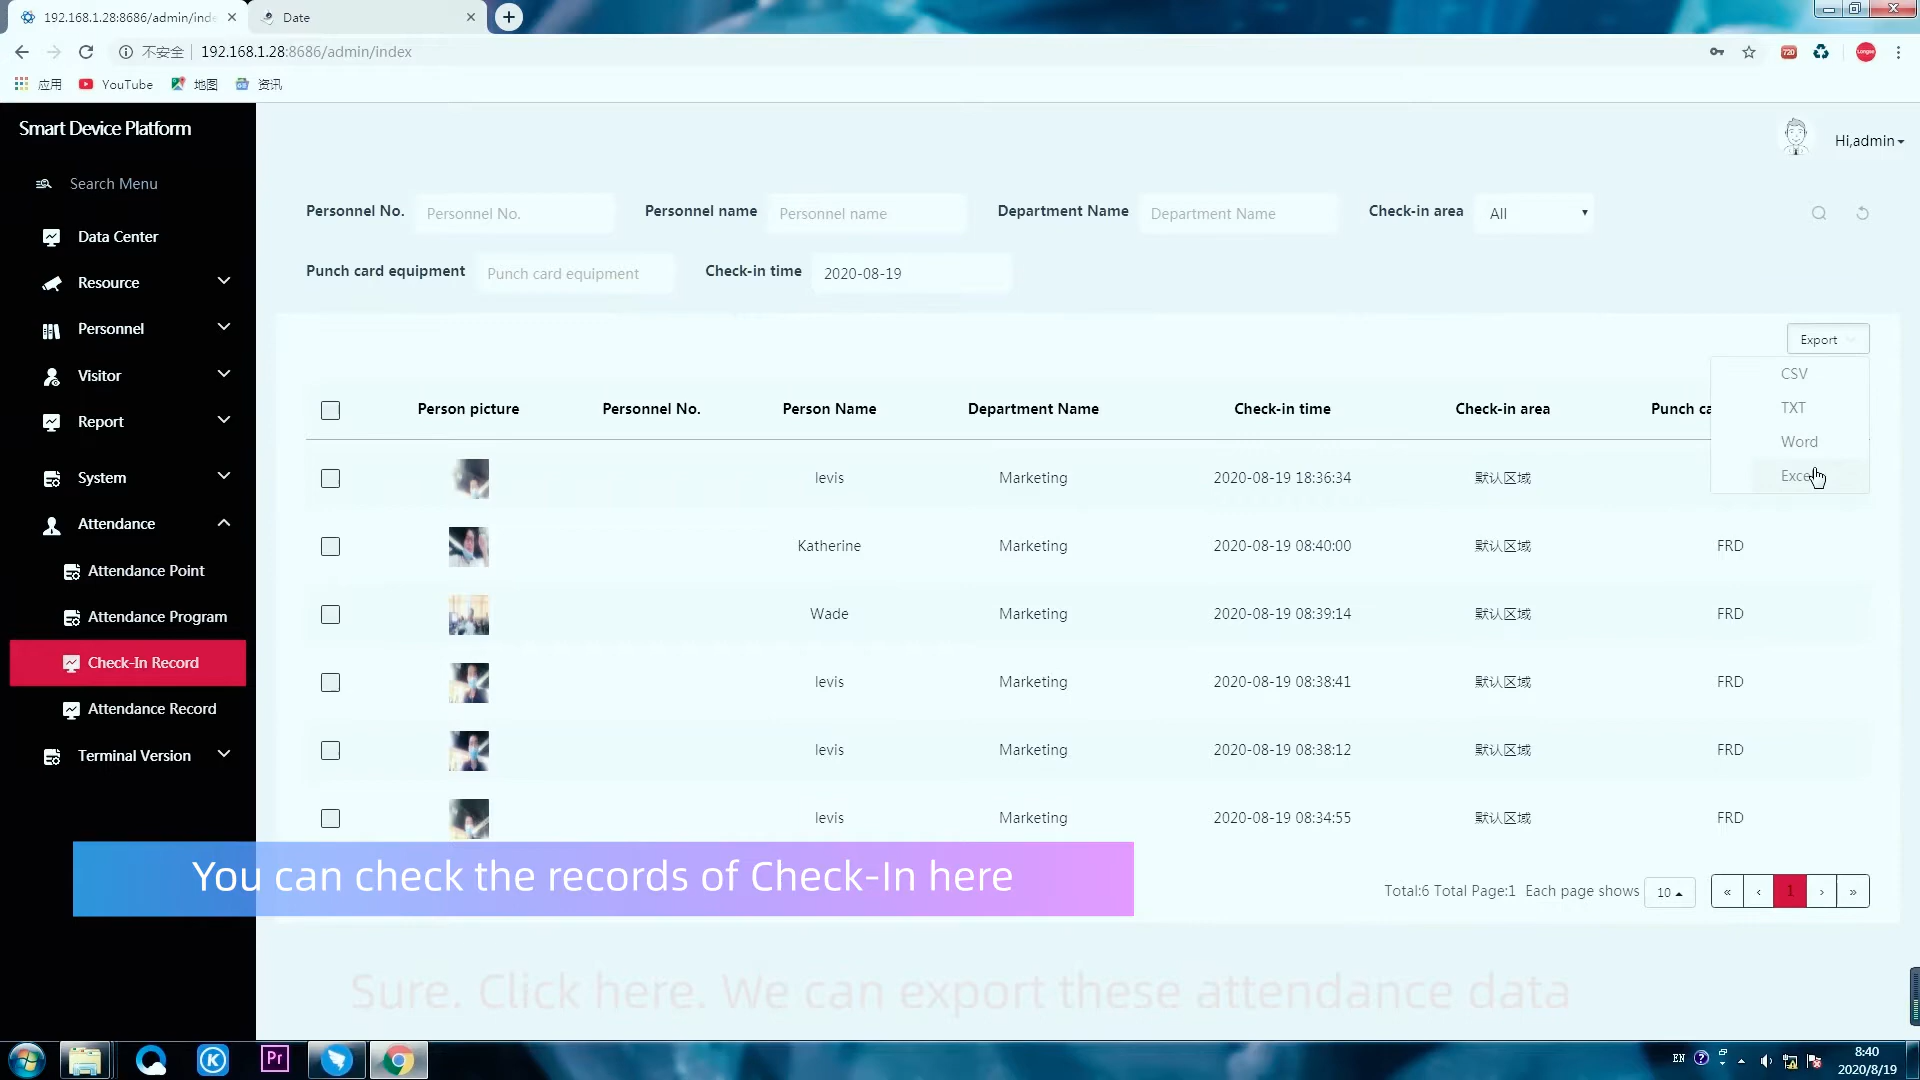 192.168.1.28:8686/admin/inde
Date
不安全
192.168.1.28:8686/admin/index
720
Longse
应用
YouTube
地图
资讯
Smart Device Platform
Hi,admin
Search Menu
Data Center
Resource
Personnel
Visitor
Report
System
Attendance
Attendance Point
Attendance Program
Check-In Record
Attendance Record
Terminal Version
Personnel No. Personnel No. Personnel name Personnel name Department Name Department Name Check-in area All
Punch card equipment Punch card equipment Check-in time 2020-08-19
Export
CSV
TXT
Word
Exce
Person picture Personnel No. Person Name Department Name Check-in time Check-in area Punch ca
levis Marketing 2020-08-19 18:36:34 默认区域
Katherine Marketing 2020-08-19 08:40:00 默认区域 FRD
Wade Marketing 2020-08-19 08:39:14 默认区域 FRD
levis Marketing 2020-08-19 08:38:41 默认区域 FRD
levis Marketing 2020-08-19 08:38:12 默认区域 FRD
levis Marketing 2020-08-19 08:34:55 默认区域 FRD
You can check the records of Check-In here
Total:6 Total Page:1 Each page shows 10 « ‹ 1 › »
Sure. Click here. We can export these attendance data
K
Pr
EN
8:40
2020/8/19